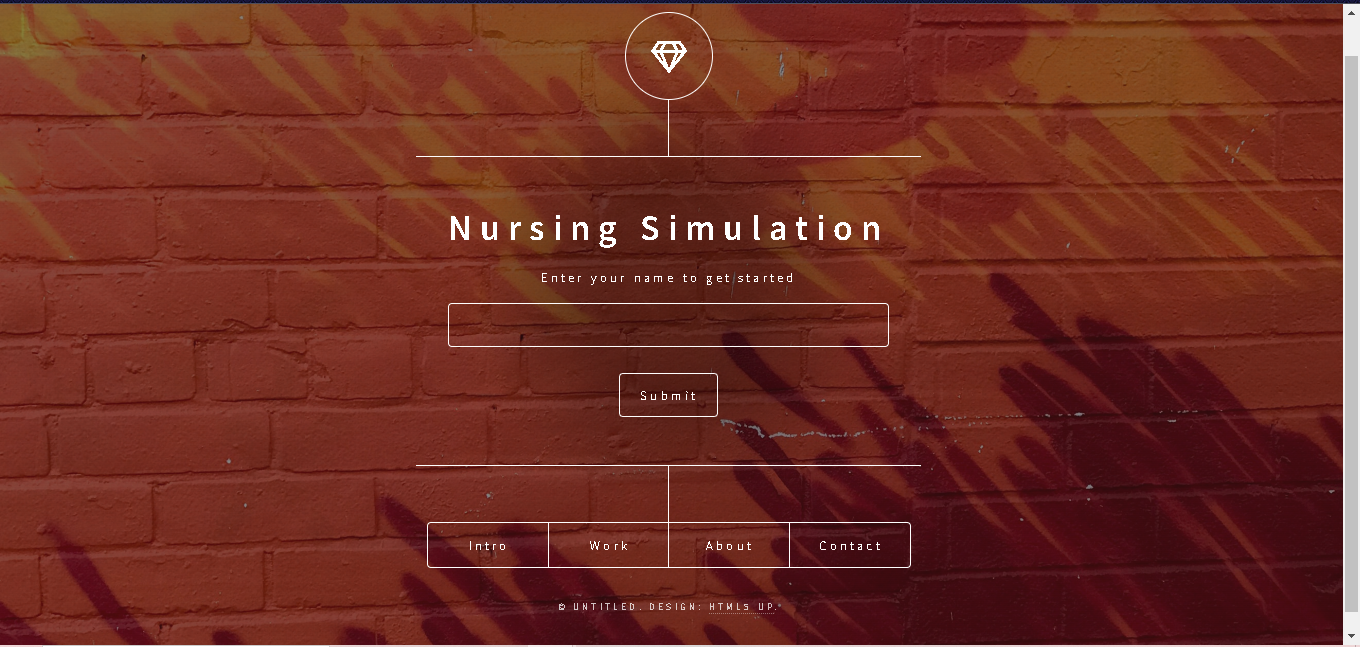 Nursing Simulation
Enter your name to get started
Submit
Intro Work About Contact
© UNTITLED. DESIGN: HTML5 UP.